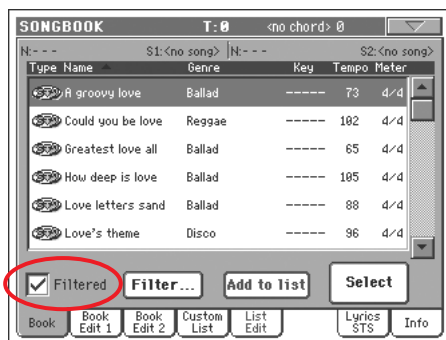 SONGBOOK T:0 <no chord> 0
N:--- S1:<no song> N:--- S2:<no song>
Type Name Genre Key Tempo Meter
A groovy love Ballad ----- 73 4/4
Could you be love Reggae ----- 102 4/4
Greatest love all Ballad ----- 65 4/4
How deep is love Ballad ----- 105 4/4
Love letters sand Ballad ----- 88 4/4
Love's theme Disco ----- 96 4/4
Filtered Filter... Add to list Select
Book Book Edit 1 Book Edit 2 Custom List List Edit Lyrics STS Info